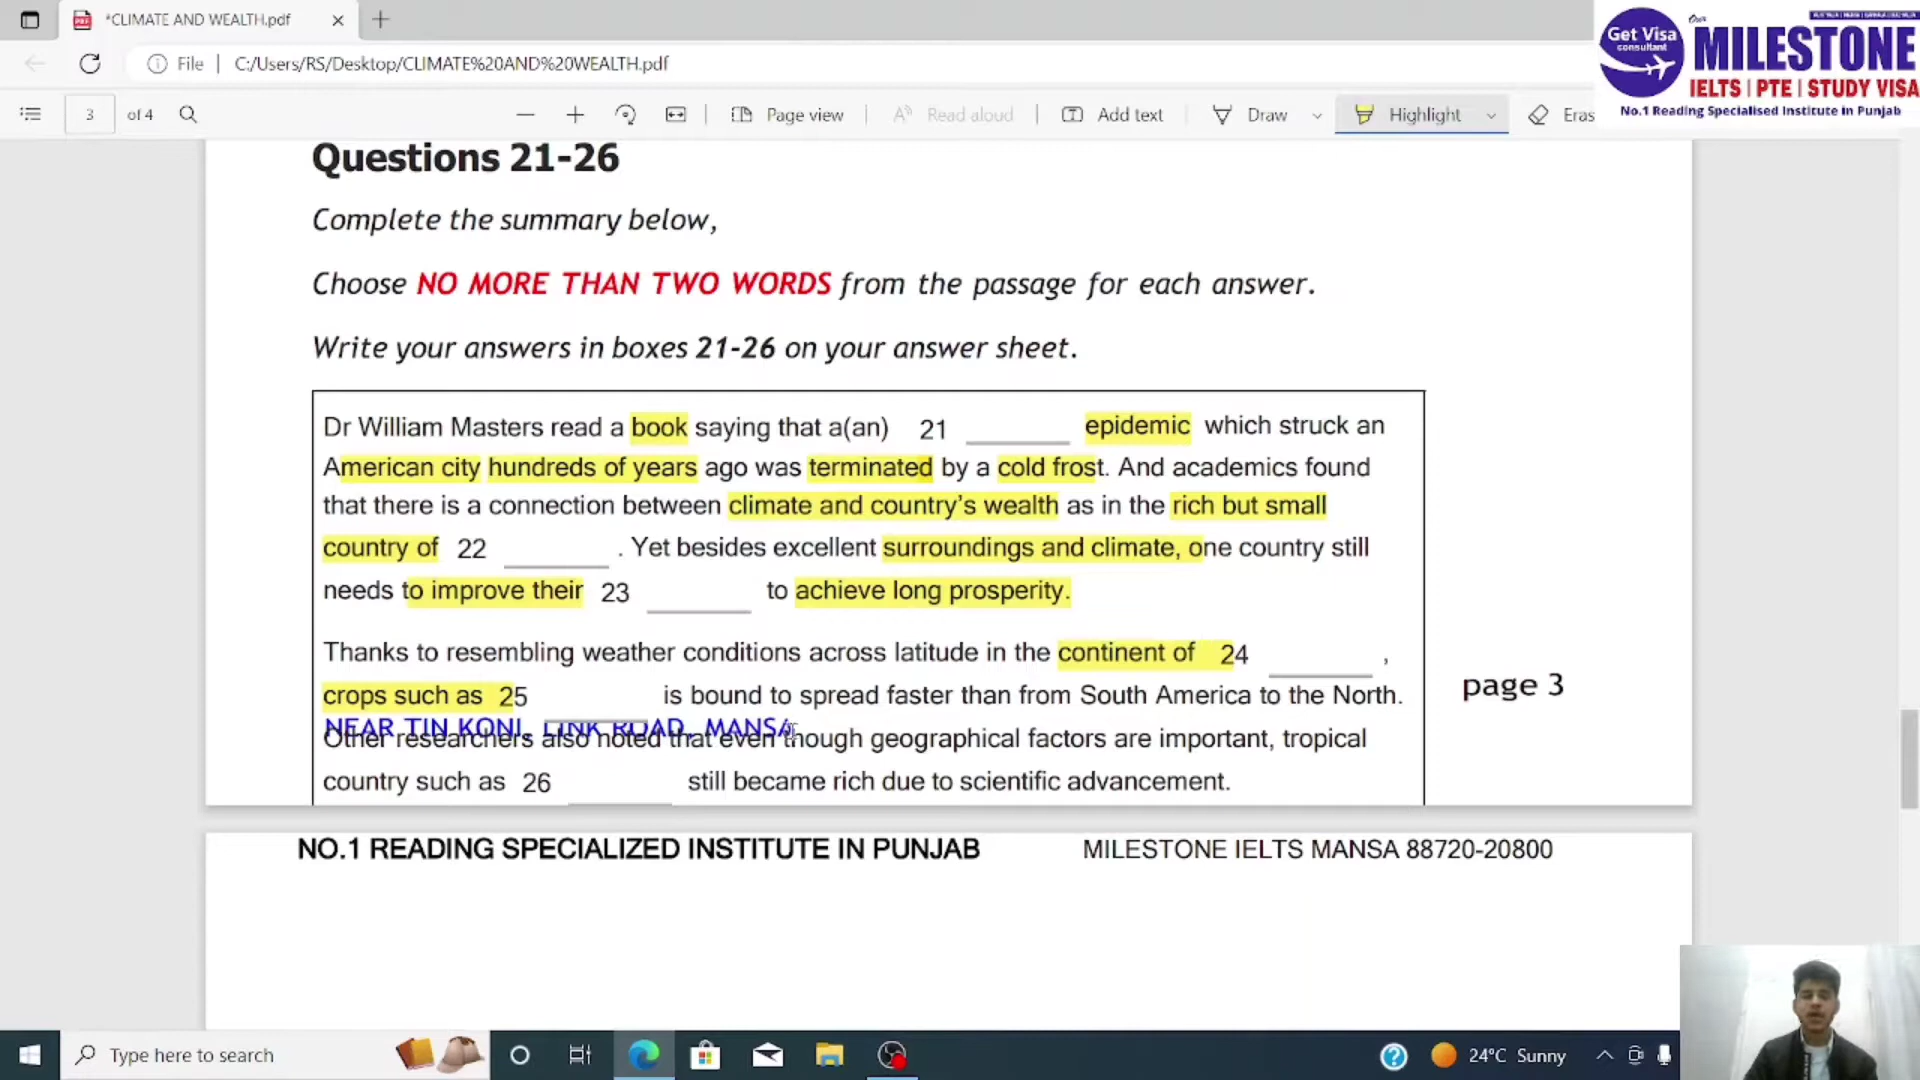 *CLIMATE AND WEALTH.pdf
File
C:/Users/RS/Desktop/CLIMATE%20AND%20WEALTH.pdf
Get Visa
consultant
Our
MILESTONE
IELTS | PTE | STUDY VISA
No.1 Reading Specialised Institute in Punjab
3 of 4
Page view
Read aloud
Add text
Draw
Highlight
Eras
Questions 21-26
Complete the summary below,
Choose NO MORE THAN TWO WORDS from the passage for each answer.
Write your answers in boxes 21-26 on your answer sheet.
Dr William Masters read a book saying that a(an) 21 ________ epidemic which struck an
American city hundreds of years ago was terminated by a cold frost. And academics found
that there is a connection between climate and country's wealth as in the rich but small
country of 22 ________ . Yet besides excellent surroundings and climate, one country still
needs to improve their 23 ________ to achieve long prosperity.
Thanks to resembling weather conditions across latitude in the continent of 24 ________ ,
crops such as 25 ________ is bound to spread faster than from South America to the North.
NEAR TIN KONI, LINK ROAD, MANSA
Other researchers also noted that even though geographical factors are important, tropical
country such as 26 ________ still became rich due to scientific advancement.
page 3
NO.1 READING SPECIALIZED INSTITUTE IN PUNJAB
MILESTONE IELTS MANSA 88720-20800
Type here to search
24°C Sunny